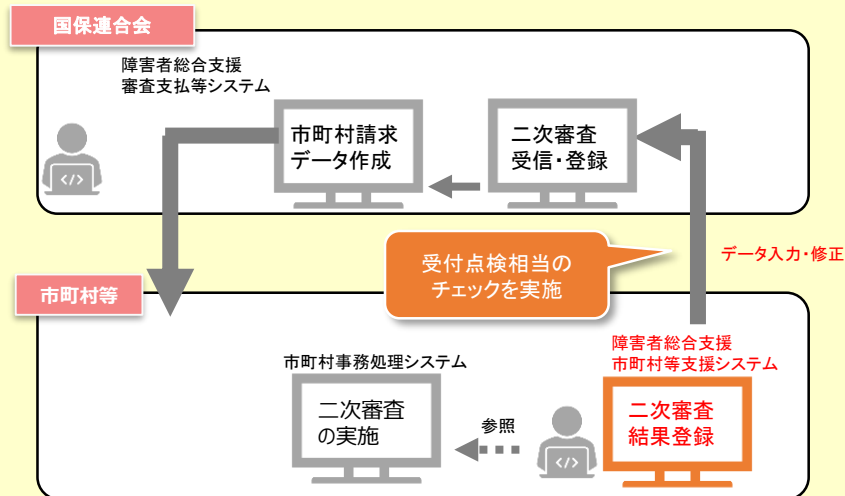 国保連合会
障害者総合支援
審査支払等システム
市町村請求
データ作成
二次審査
受信・登録
</>
受付点検相当の
チェックを実施
データ入力・修正
市町村等
障害者総合支援
市町村等支援システム
市町村事務処理システム
二次審査
の実施
参照
</>
二次審査
結果登録